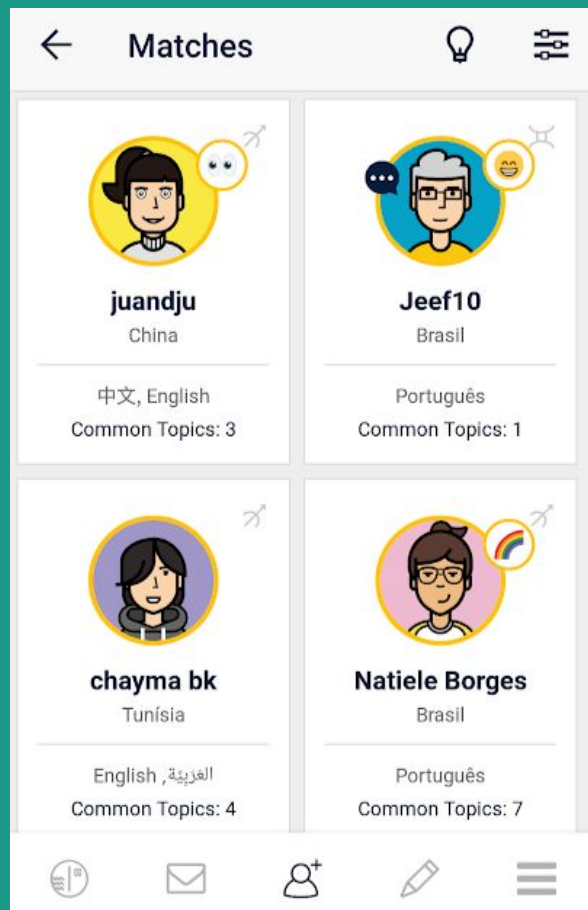 Matches
juandju
China
中文, English
Common Topics: 3
Jeef10
Brasil
Português
Common Topics: 1
chayma bk
Tunísia
العَرَبِيَّة, English
Common Topics: 4
Natiele Borges
Brasil
Português
Common Topics: 7